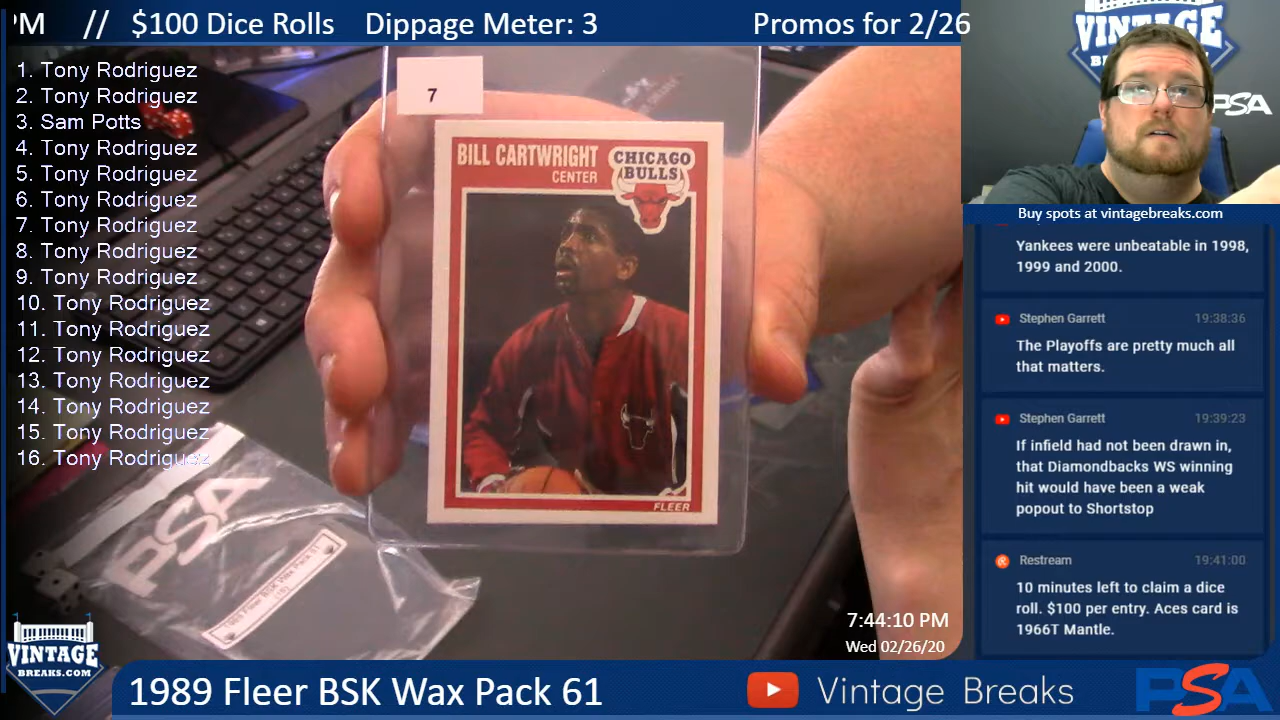 PM // $100 Dice Rolls Dippage Meter: 3 Promos for 2/26
1. Tony Rodriguez
2. Tony Rodriguez
3. Sam Potts
4. Tony Rodriguez
5. Tony Rodriguez
6. Tony Rodriguez
7. Tony Rodriguez
8. Tony Rodriguez
9. Tony Rodriguez
10. Tony Rodriguez
11. Tony Rodriguez
12. Tony Rodriguez
13. Tony Rodriguez
14. Tony Rodriguez
15. Tony Rodriguez
16. Tony Rodriguez
7
BILL CARTWRIGHT
CENTER
CHICAGO
BULLS
FLEER
PSA
1989 Fleer BSK Wax Pack 61
VINTAGE
PSA
Buy spots at vintagebreaks.com
Yankees were unbeatable in 1998,
1999 and 2000.
Stephen Garrett 19:38:36
The Playoffs are pretty much all
that matters.
Stephen Garrett 19:39:23
If infield had not been drawn in,
that Diamondbacks WS winning
hit would have been a weak
popout to Shortstop
Restream 19:41:00
10 minutes left to claim a dice
roll. $100 per entry. Aces card is
1966T Mantle.
7:44:10 PM
Wed 02/26/20
VINTAGE
BREAKS.COM
1989 Fleer BSK Wax Pack 61
Vintage Breaks
PSA